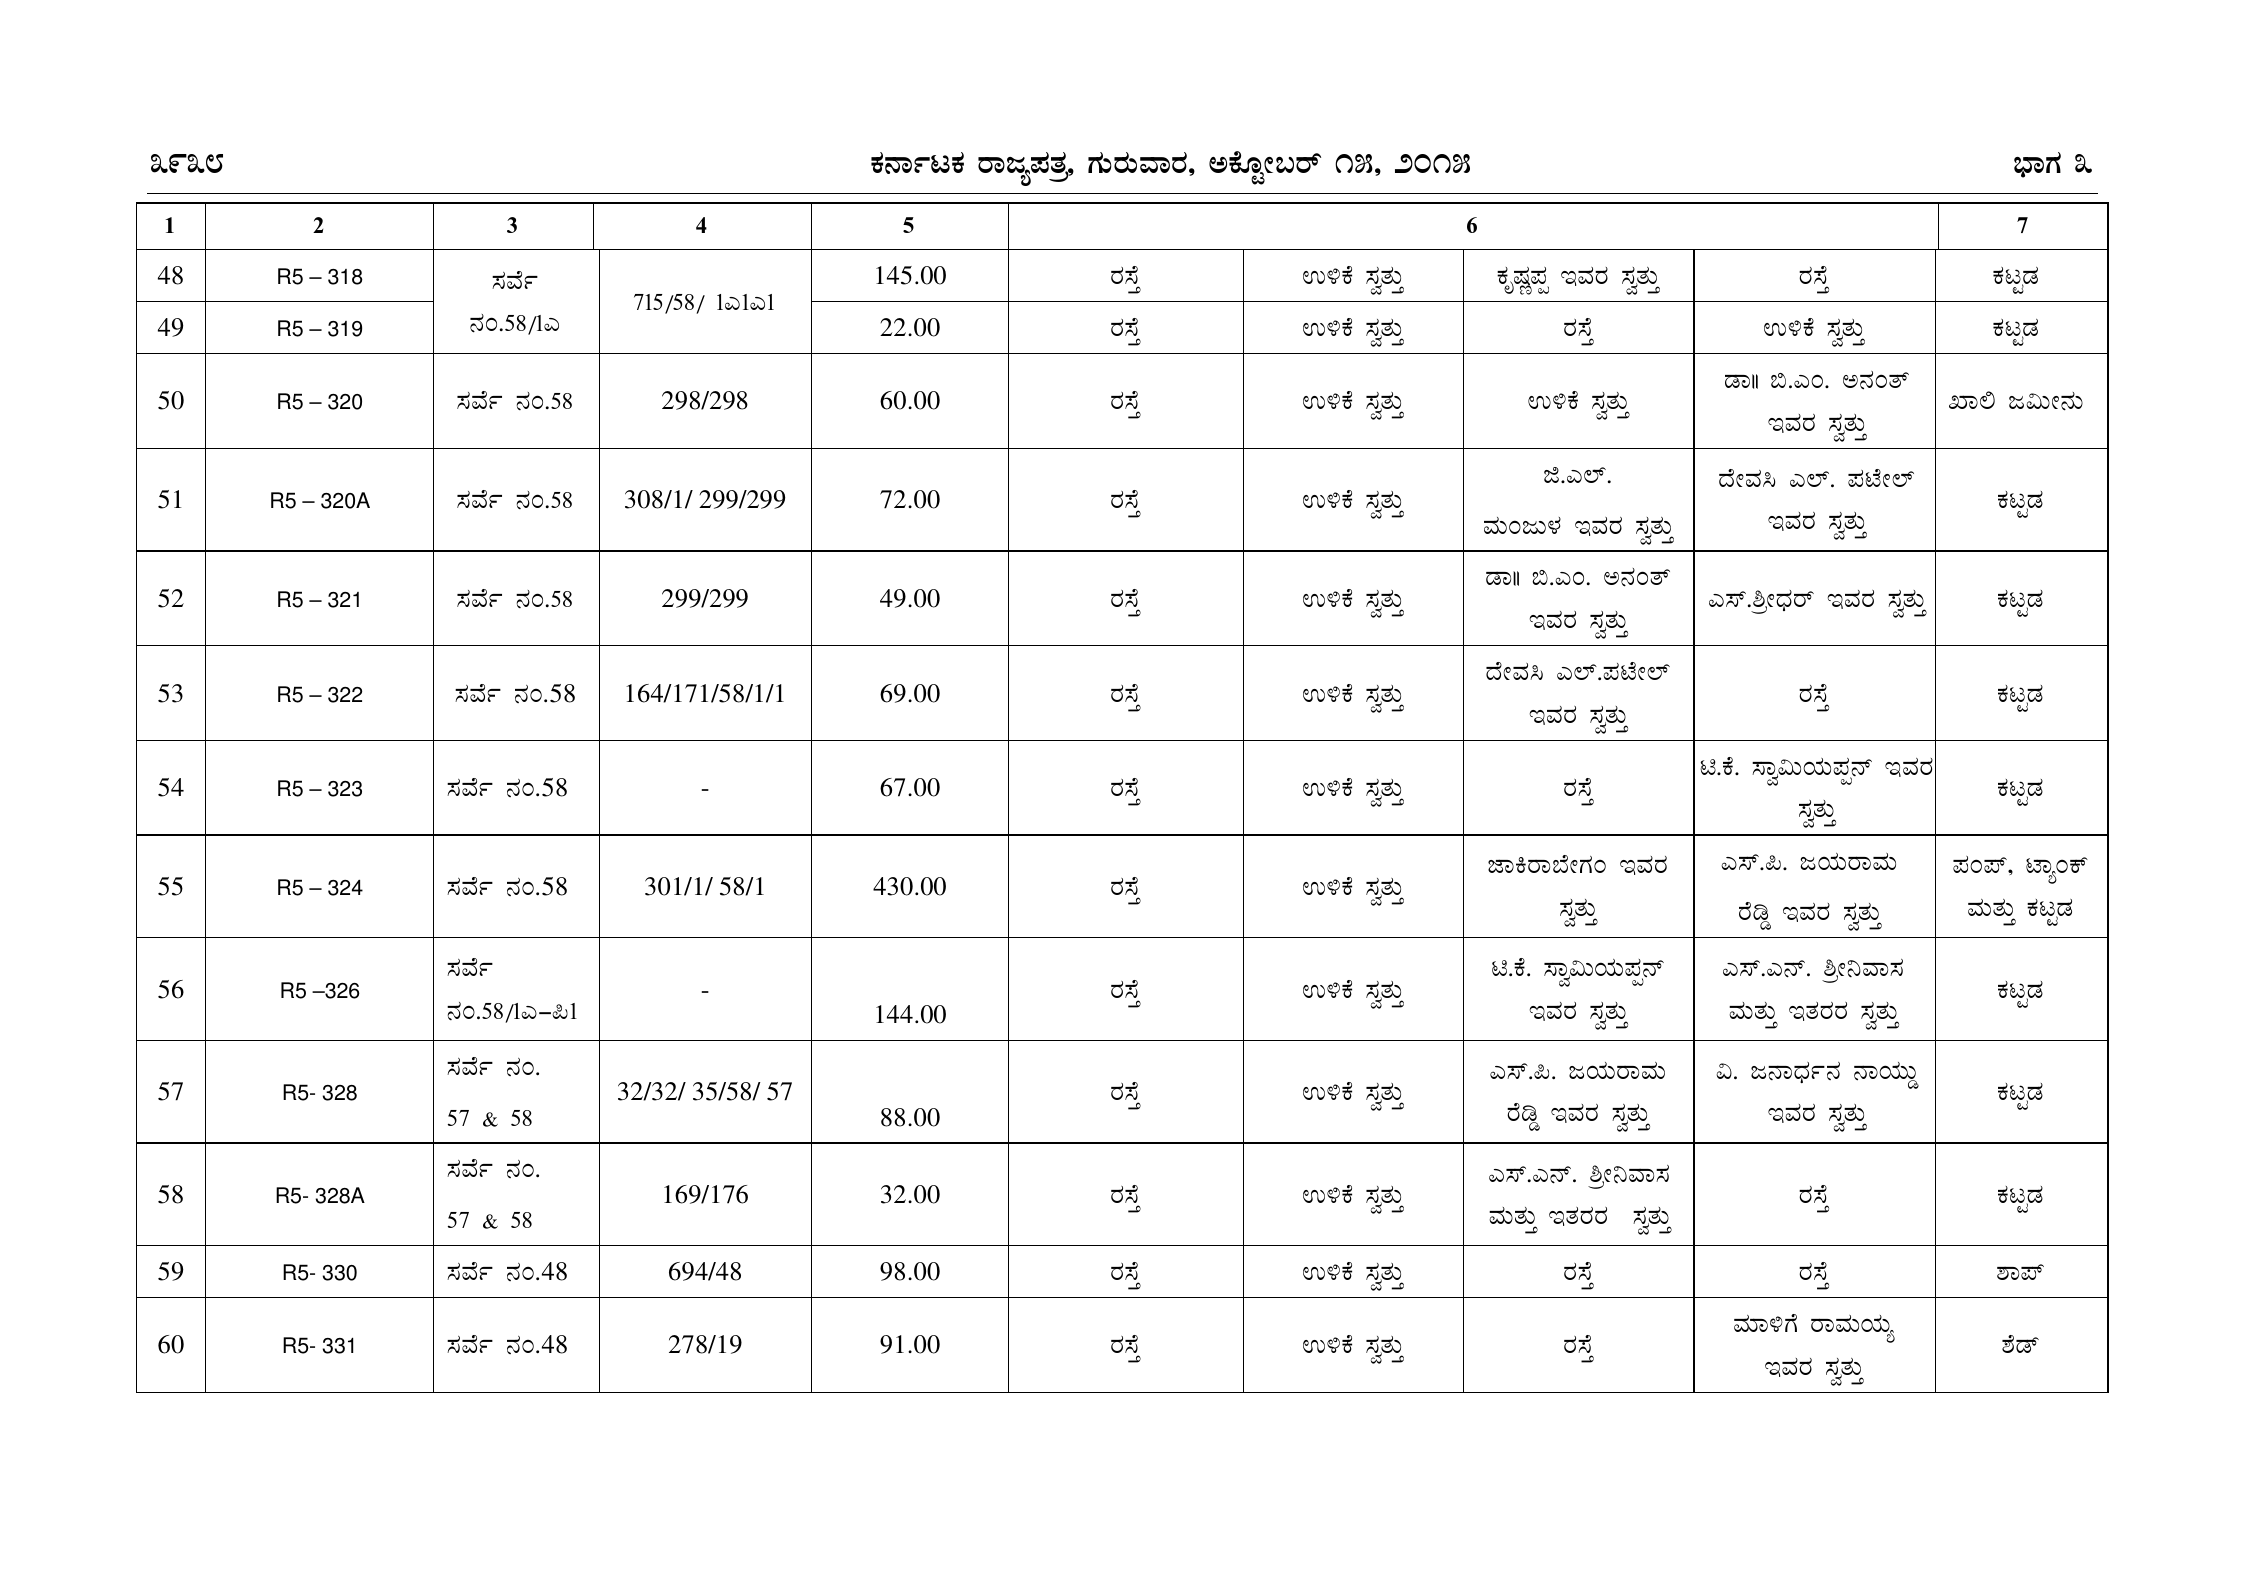 ೩೯೩೮ ಕರ್ನಾಟಕ ರಾಜ್ಯಪತ್ರ, ಗುರುವಾರ, ಅಕ್ಟೋಬರ್ ೧೫, ೨೦೧೫ ಭಾಗ ೩
1 2 3 4 5 6 7
48 R5 – 318 ಸರ್ವೆ ನಂ.58/1ಎ 715/58/ 1ಎ1ಎ1 145.00 ರಸ್ತೆ ಉಳಿಕೆ ಸ್ವತ್ತು ಕೃಷ್ಣಪ್ಪ ಇವರ ಸ್ವತ್ತು ರಸ್ತೆ ಕಟ್ಟಡ
49 R5 – 319 22.00 ರಸ್ತೆ ಉಳಿಕೆ ಸ್ವತ್ತು ರಸ್ತೆ ಉಳಿಕೆ ಸ್ವತ್ತು ಕಟ್ಟಡ
50 R5 – 320 ಸರ್ವೆ ನಂ.58 298/298 60.00 ರಸ್ತೆ ಉಳಿಕೆ ಸ್ವತ್ತು ಉಳಿಕೆ ಸ್ವತ್ತು ಡಾ॥ ಬಿ.ಎಂ. ಅನಂತ್ ಇವರ ಸ್ವತ್ತು ಖಾಲಿ ಜಮೀನು
51 R5 – 320A ಸರ್ವೆ ನಂ.58 308/1/ 299/299 72.00 ರಸ್ತೆ ಉಳಿಕೆ ಸ್ವತ್ತು ಜಿ.ಎಲ್. ಮಂಜುಳ ಇವರ ಸ್ವತ್ತು ದೇವಸಿ ಎಲ್. ಪಟೇಲ್ ಇವರ ಸ್ವತ್ತು ಕಟ್ಟಡ
52 R5 – 321 ಸರ್ವೆ ನಂ.58 299/299 49.00 ರಸ್ತೆ ಉಳಿಕೆ ಸ್ವತ್ತು ಡಾ॥ ಬಿ.ಎಂ. ಅನಂತ್ ಇವರ ಸ್ವತ್ತು ಎಸ್.ಶ್ರೀಧರ್ ಇವರ ಸ್ವತ್ತು ಕಟ್ಟಡ
53 R5 – 322 ಸರ್ವೆ ನಂ.58 164/171/58/1/1 69.00 ರಸ್ತೆ ಉಳಿಕೆ ಸ್ವತ್ತು ದೇವಸಿ ಎಲ್.ಪಟೇಲ್ ಇವರ ಸ್ವತ್ತು ರಸ್ತೆ ಕಟ್ಟಡ
54 R5 – 323 ಸರ್ವೆ ನಂ.58 - 67.00 ರಸ್ತೆ ಉಳಿಕೆ ಸ್ವತ್ತು ರಸ್ತೆ ಟಿ.ಕೆ. ಸ್ವಾಮಿಯಪ್ಪನ್ ಇವರ ಸ್ವತ್ತು ಕಟ್ಟಡ
55 R5 – 324 ಸರ್ವೆ ನಂ.58 301/1/ 58/1 430.00 ರಸ್ತೆ ಉಳಿಕೆ ಸ್ವತ್ತು ಜಾಕಿರಾಬೇಗಂ ಇವರ ಸ್ವತ್ತು ಎಸ್.ಪಿ. ಜಯರಾಮ ರೆಡ್ಡಿ ಇವರ ಸ್ವತ್ತು ಪಂಪ್, ಟ್ಯಾಂಕ್ ಮತ್ತು ಕಟ್ಟಡ
56 R5 –326 ಸರ್ವೆ ನಂ.58/1ಎ–ಪಿ1 - 144.00 ರಸ್ತೆ ಉಳಿಕೆ ಸ್ವತ್ತು ಟಿ.ಕೆ. ಸ್ವಾಮಿಯಪ್ಪನ್ ಇವರ ಸ್ವತ್ತು ಎಸ್.ಎನ್. ಶ್ರೀನಿವಾಸ ಮತ್ತು ಇತರರ ಸ್ವತ್ತು ಕಟ್ಟಡ
57 R5- 328 ಸರ್ವೆ ನಂ. 57 & 58 32/32/ 35/58/ 57 88.00 ರಸ್ತೆ ಉಳಿಕೆ ಸ್ವತ್ತು ಎಸ್.ಪಿ. ಜಯರಾಮ ರೆಡ್ಡಿ ಇವರ ಸ್ವತ್ತು ವಿ. ಜನಾರ್ಧನ ನಾಯ್ಡು ಇವರ ಸ್ವತ್ತು ಕಟ್ಟಡ
58 R5- 328A ಸರ್ವೆ ನಂ. 57 & 58 169/176 32.00 ರಸ್ತೆ ಉಳಿಕೆ ಸ್ವತ್ತು ಎಸ್.ಎನ್. ಶ್ರೀನಿವಾಸ ಮತ್ತು ಇತರರ ಸ್ವತ್ತು ರಸ್ತೆ ಕಟ್ಟಡ
59 R5- 330 ಸರ್ವೆ ನಂ.48 694/48 98.00 ರಸ್ತೆ ಉಳಿಕೆ ಸ್ವತ್ತು ರಸ್ತೆ ರಸ್ತೆ ಶಾಪ್
60 R5- 331 ಸರ್ವೆ ನಂ.48 278/19 91.00 ರಸ್ತೆ ಉಳಿಕೆ ಸ್ವತ್ತು ರಸ್ತೆ ಮಾಳಿಗೆ ರಾಮಯ್ಯ ಇವರ ಸ್ವತ್ತು ಶೆಡ್